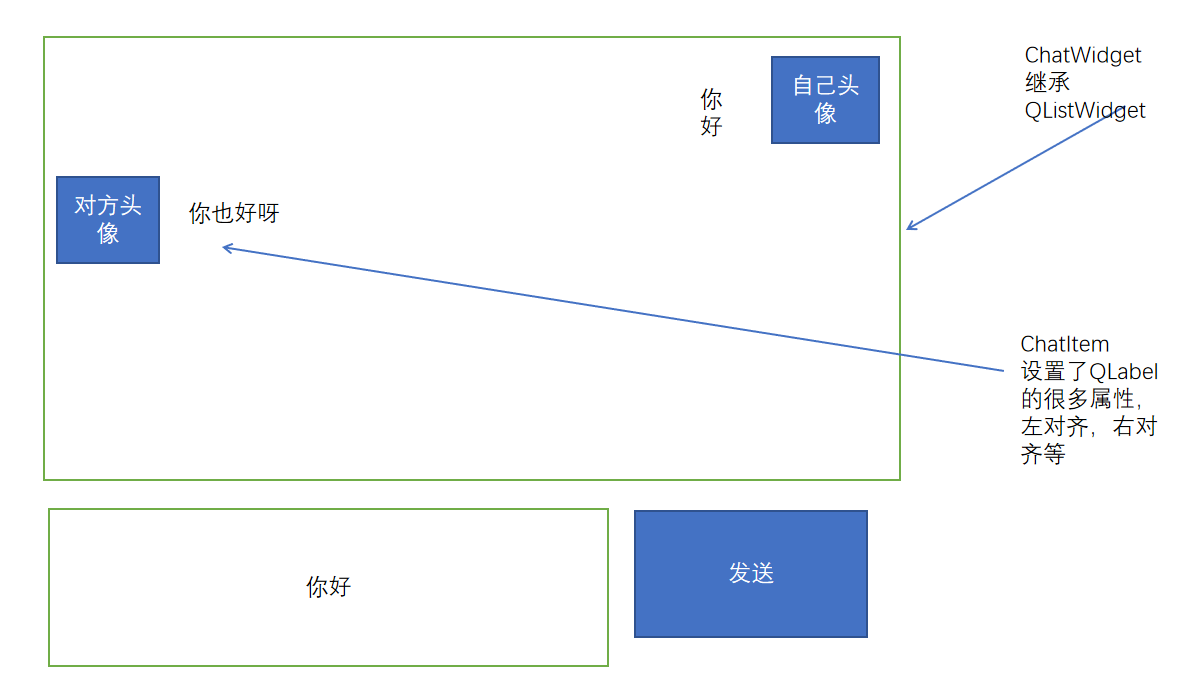 ChatWidget
继承
QListWidget
自己头
像
你
好
对方头
像
你也好呀
ChatItem
设置了QLabel
的很多属性，
左对齐，右对
齐等
你好
发送